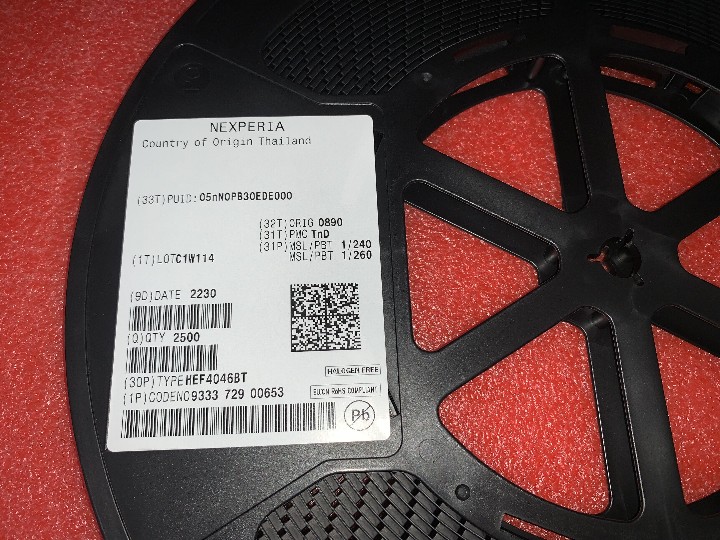 NEXPERIA
Country of Origin Thailand
(33T)PUID: 05nNOPB30EDE000
(32T)ORIG 0890
(31T)PMC TnD
(31P)MSL/PBT 1/240
MSL/PBT 1/260
(1T)LOTC1W114
(9D)DATE 2230
(Q)QTY 2500
HALOGEN FREE
(30P)TYPE HEF4046BT
EU/CN RoHS COMPLIANT
(1P)CODENO9333 729 00653
Pb